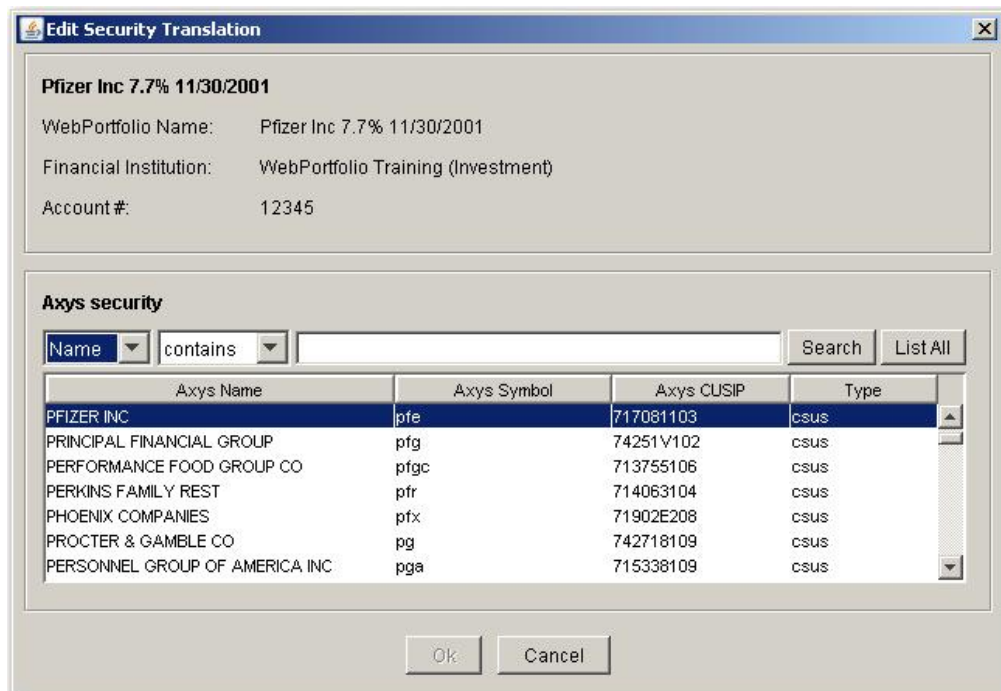 Edit Security Translation
Pfizer Inc 7.7% 11/30/2001
WebPortfolio Name: Pfizer Inc 7.7% 11/30/2001
Financial Institution: WebPortfolio Training (Investment)
Account #: 12345
Axys security
Name contains Search List All
Axys Name Axys Symbol Axys CUSIP Type
PFIZER INC pfe 717081103 csus
PRINCIPAL FINANCIAL GROUP pfg 74251V102 csus
PERFORMANCE FOOD GROUP CO pfgc 713755106 csus
PERKINS FAMILY REST pfr 714063104 csus
PHOENIX COMPANIES pfx 71902E208 csus
PROCTER & GAMBLE CO pg 742718109 csus
PERSONNEL GROUP OF AMERICA INC pga 715338109 csus
Ok Cancel